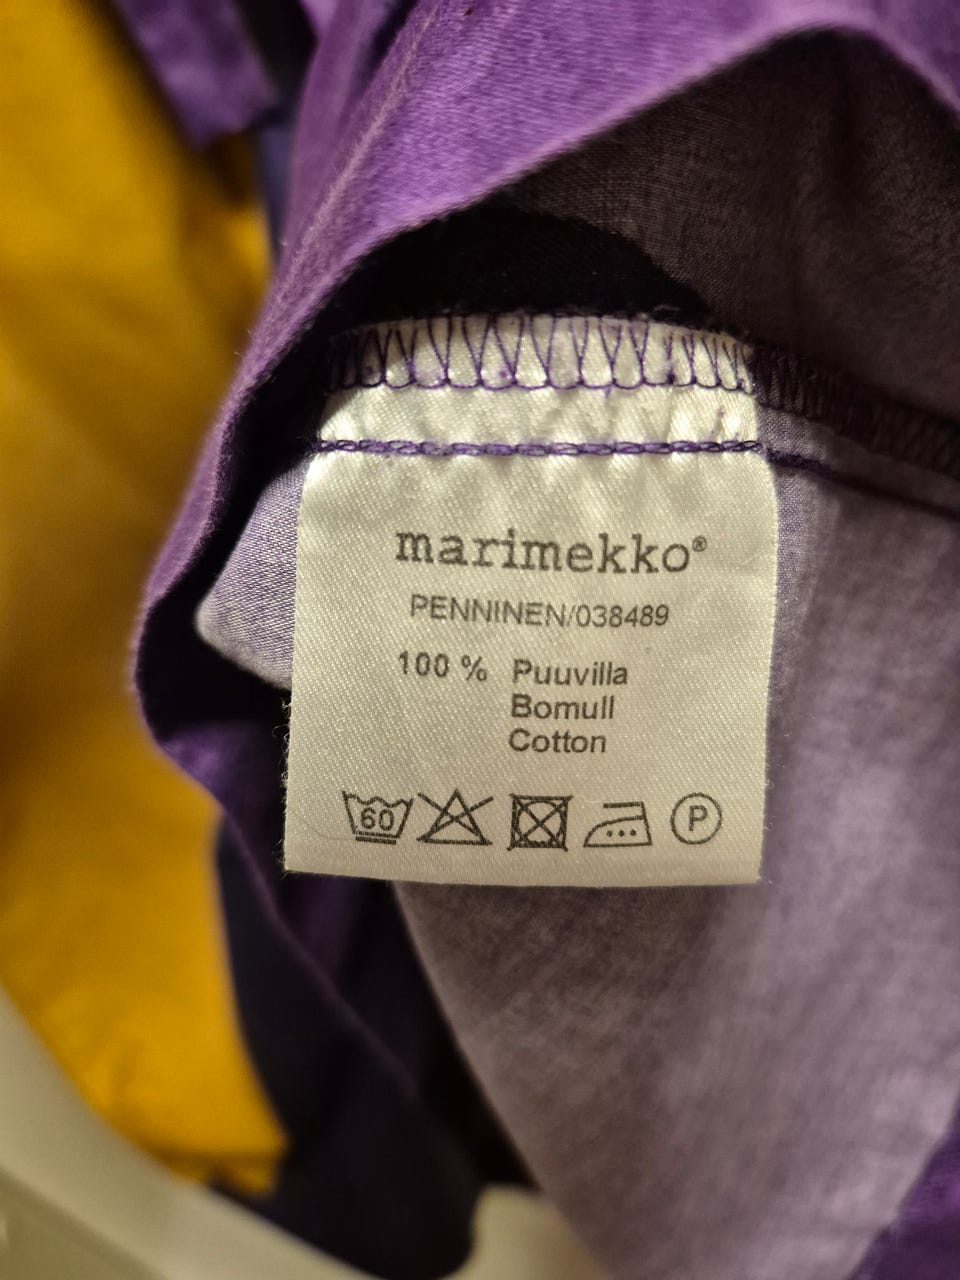 marimekko®
PENNINEN/038489
100 % Puuvilla
Bomull
Cotton
60 P